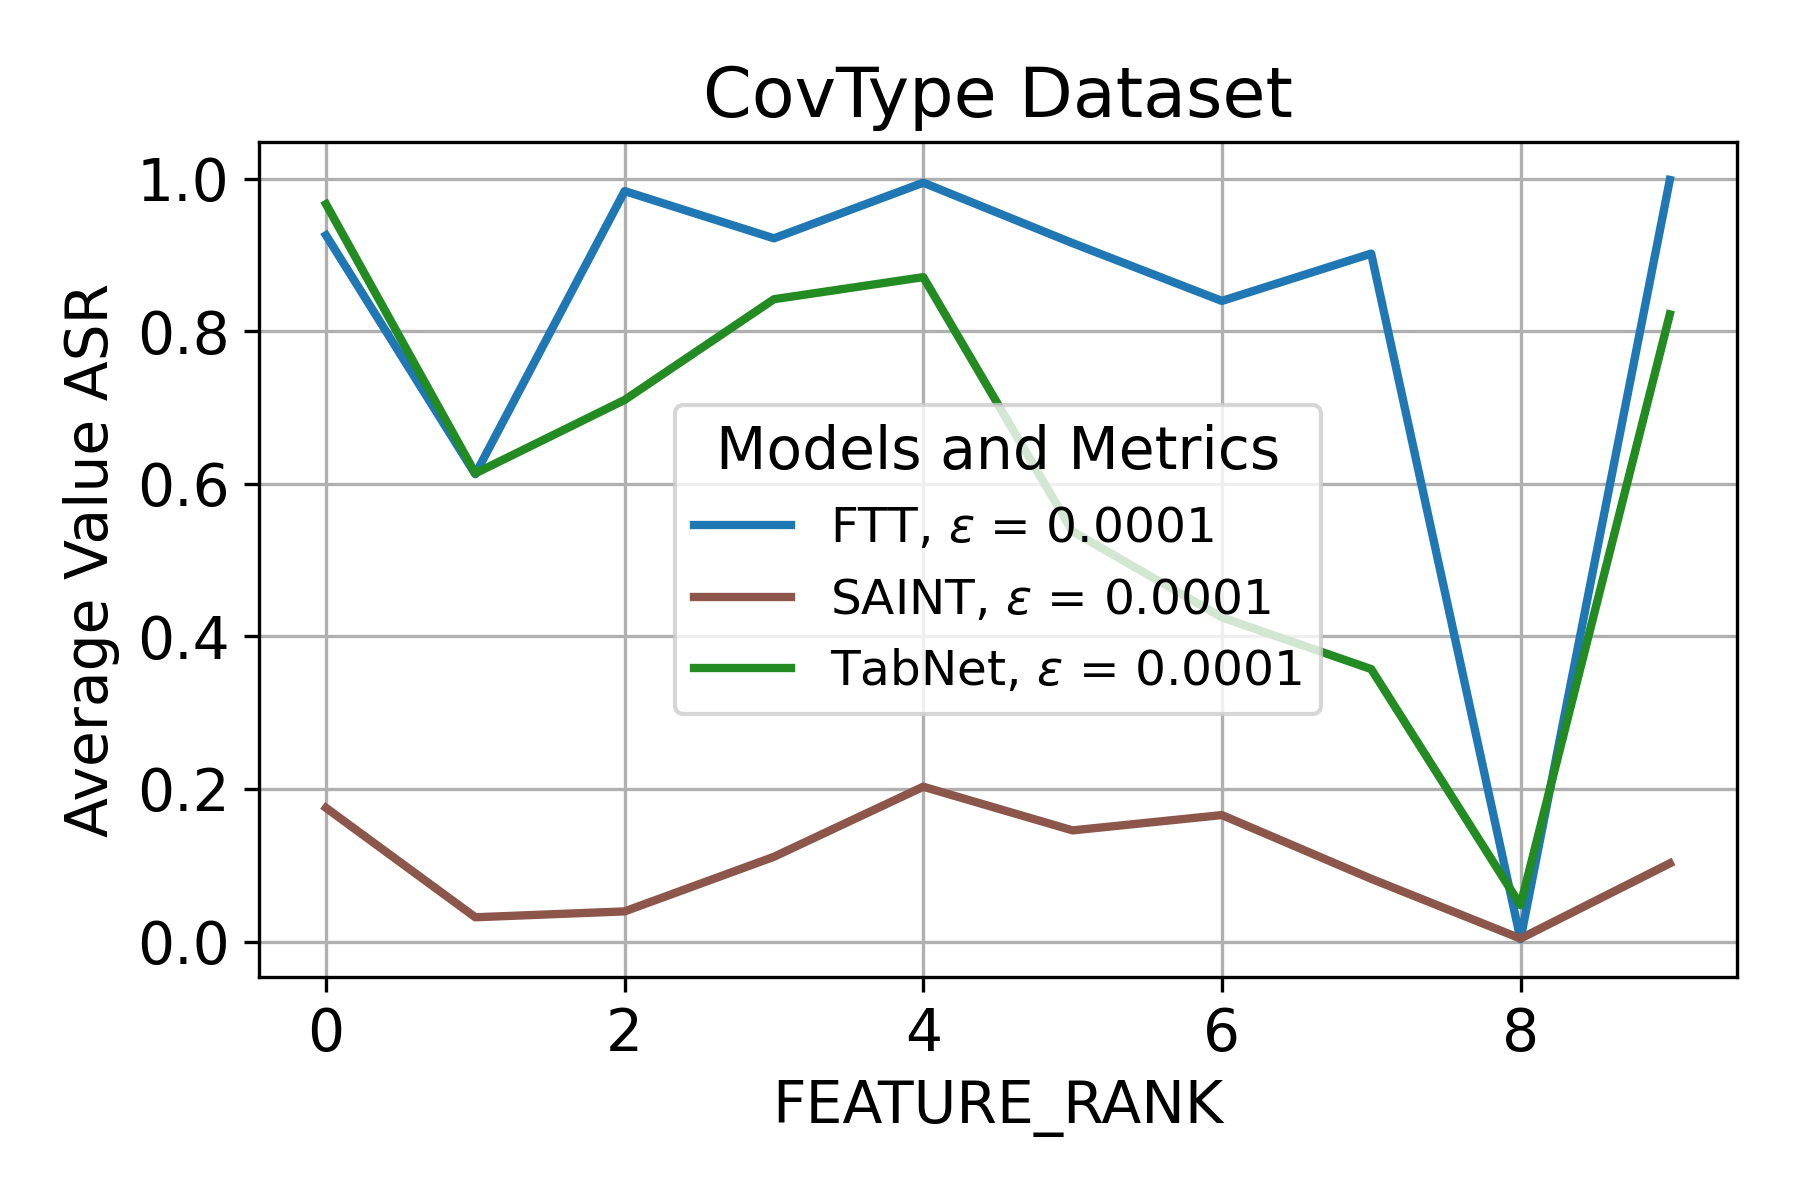 CovType Dataset
Average Value ASR
1.0
0.8
0.6
0.4
0.2
0.0
Models and Metrics
FTT, ε = 0.0001
SAINT, ε = 0.0001
TabNet, ε = 0.0001
0 2 4 6 8
FEATURE_RANK